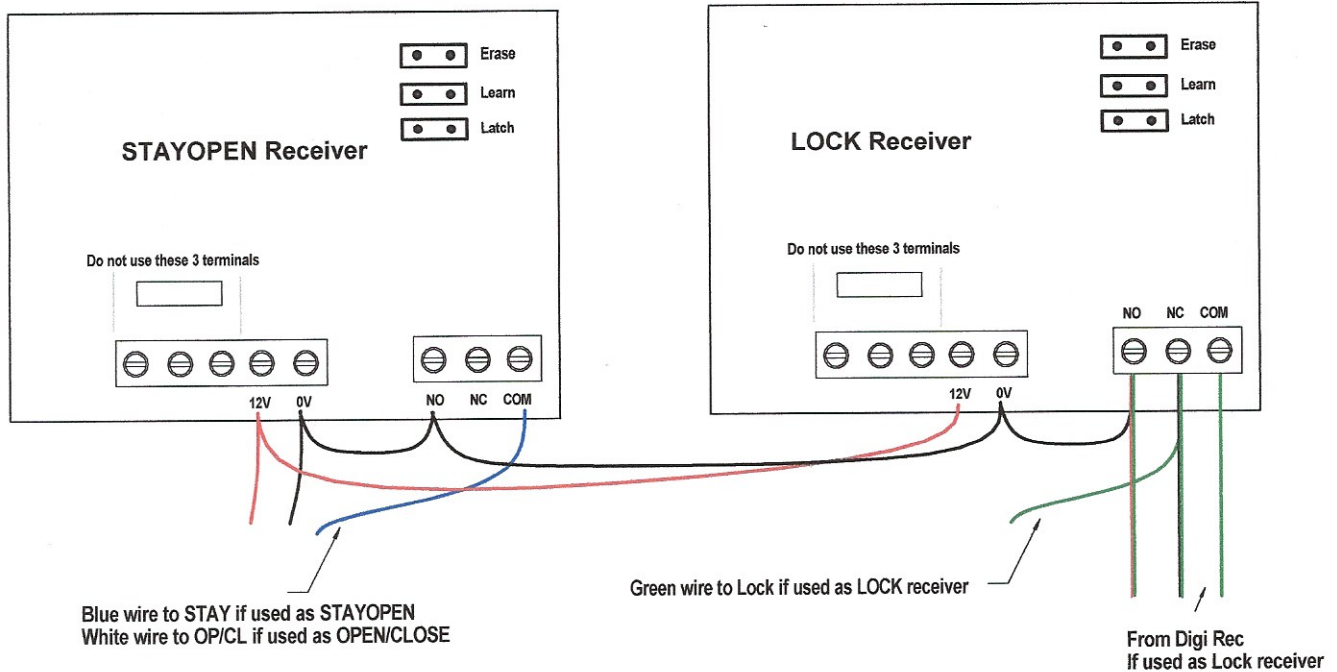 Erase
Learn
Latch
STAYOPEN Receiver
Do not use these 3 terminals
12V 0V NO NC COM
Erase
Learn
Latch
LOCK Receiver
Do not use these 3 terminals
NO NC COM
12V 0V
Blue wire to STAY if used as STAYOPEN
White wire to OP/CL if used as OPEN/CLOSE
Green wire to Lock if used as LOCK receiver
From Digi Rec
If used as Lock receiver